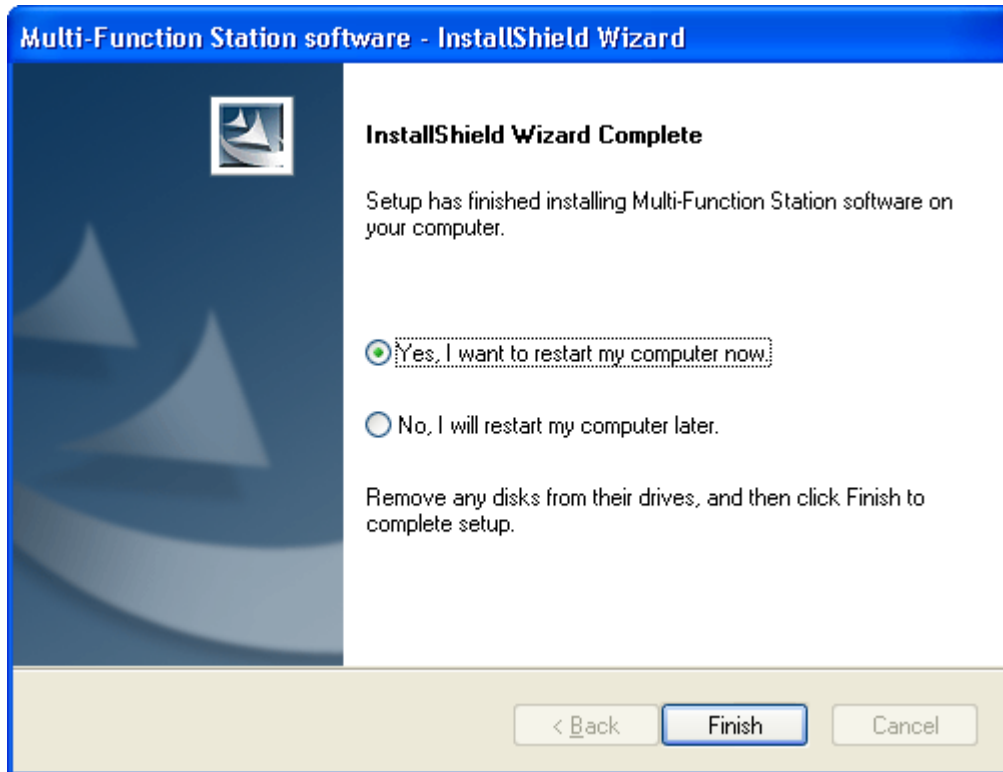 Multi-Function Station software - InstallShield Wizard
InstallShield Wizard Complete
Setup has finished installing Multi-Function Station software on
your computer.
Yes, I want to restart my computer now.
No, I will restart my computer later.
Remove any disks from their drives, and then click Finish to
complete setup.
< Back Finish Cancel